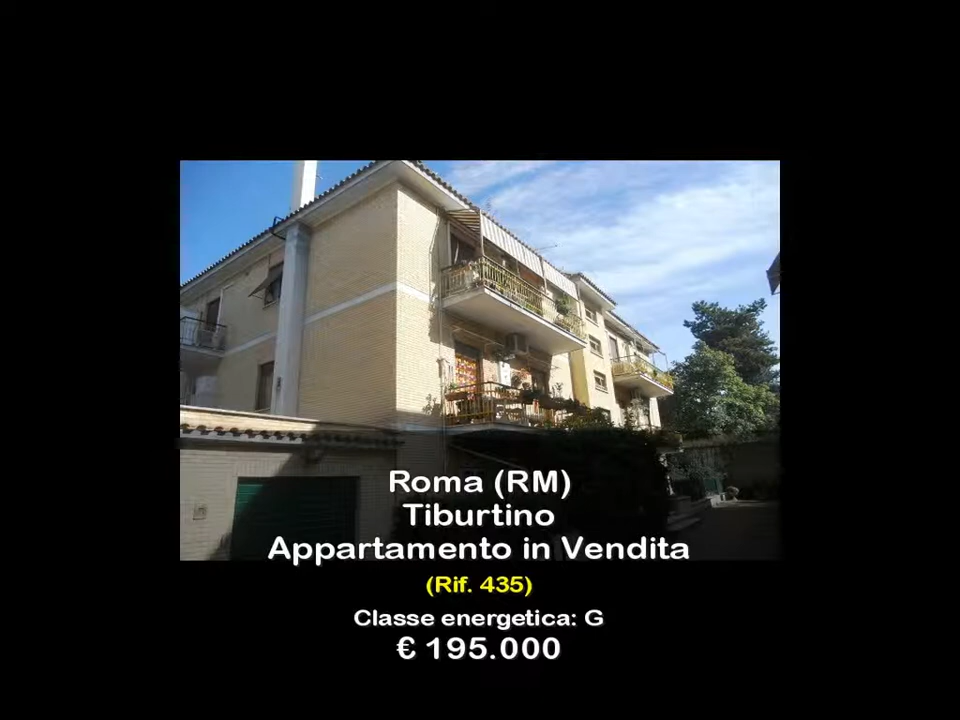 Roma (RM)
Tiburtino
Appartamento in Vendita
(Rif. 435)
Classe energetica: G
€ 195.000